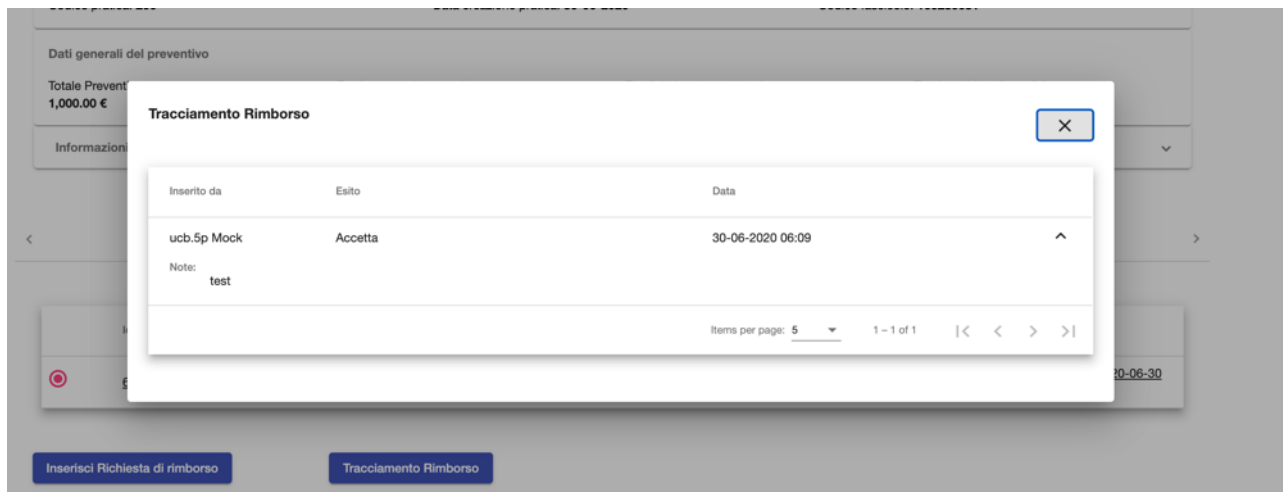 Dati generali del preventivo
Totale Prevent
1,000.00 €
Informazioni
Tracciamento Rimborso
Inserito da Esito Data
ucb.5p Mock Accetta 30-06-2020 06:09
Note:
test
Items per page: 5 1 – 1 of 1
20-06-30
Inserisci Richiesta di rimborso Tracciamento Rimborso